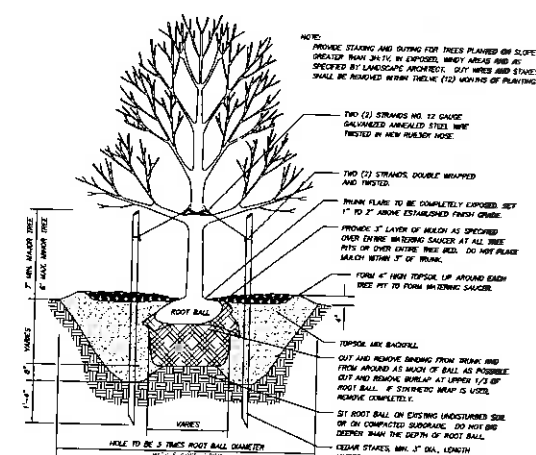 NOTE:
PROVIDE STAKING AND GUYING FOR TREES PLANTED ON SLOPE
GREATER THAN 3H:1V, IN EXPOSED, WINDY AREAS AND AS
SPECIFIED BY LANDSCAPE ARCHITECT. GUY WIRES AND STAKES
SHALL BE REMOVED WITHIN TWELVE (12) MONTHS OF PLANTING
TWO (2) STRANDS NO. 12 GAUGE
GALVANIZED ANNEALED STEEL WIRE
TWISTED IN NEW RUBBER HOSE.
TWO (2) STRANDS, DOUBLE WRAPPED
AND TWISTED.
TRUNK FLARE TO BE COMPLETELY EXPOSED. SET
1" TO 2" ABOVE ESTABLISHED FINISH GRADE.
PROVIDE 3" LAYER OF MULCH AS SPECIFIED
OVER ENTIRE WATERING SAUCER AT ALL TREE
PITS OR OVER ENTIRE TREE BED. DO NOT PLACE
MULCH WITHIN 3" OF TRUNK.
FORM 4" HIGH TOPSOIL LIP AROUND EACH
TREE PIT TO FORM WATERING SAUCER.
TOPSOIL MIX BACKFILL
CUT AND REMOVE BINDING FROM TRUNK AND
FROM AROUND AS MUCH OF BALL AS POSSIBLE.
CUT AND REMOVE BURLAP AT UPPER 1/3 OF
ROOT BALL. IF SYNTHETIC WRAP IS USED,
REMOVE COMPLETELY.
SIT ROOT BALL ON EXISTING UNDISTURBED SOIL
OR ON COMPACTED SUBGRADE. DO NOT DIG
DEEPER THAN THE DEPTH OF ROOT BALL.
CEDAR STAKES, MIN. 3" DIA., LENGTH
7' MIN. MAJOR TREE
6' MAX. MINOR TREE
VARIES
6"
ROOT BALL
4"
VARIES
HOLE TO BE 3 TIMES ROOT BALL DIAMETER